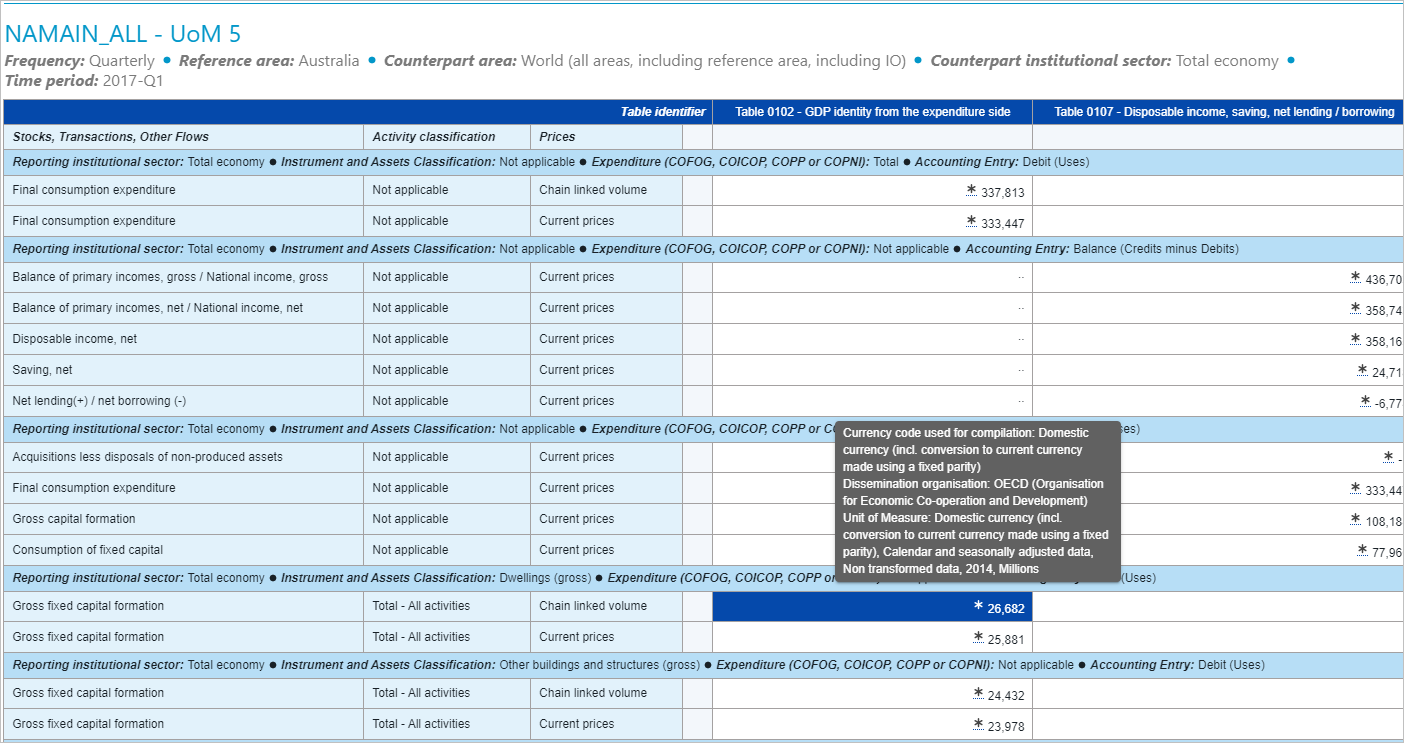 NAMAIN_ALL - UoM 5
Frequency: Quarterly • Reference area: Australia • Counterpart area: World (all areas, including reference area, including IO) • Counterpart institutional sector: Total economy •
Time period: 2017-Q1
Table identifier Table 0102 - GDP identity from the expenditure side Table 0107 - Disposable income, saving, net lending / borrowing
Stocks, Transactions, Other Flows Activity classification Prices
Reporting institutional sector: Total economy ● Instrument and Assets Classification: Not applicable ● Expenditure (COFOG, COICOP, COPP or COPNI): Total ● Accounting Entry: Debit (Uses)
Final consumption expenditure Not applicable Chain linked volume * 337,813
Final consumption expenditure Not applicable Current prices * 333,447
Reporting institutional sector: Total economy ● Instrument and Assets Classification: Not applicable ● Expenditure (COFOG, COICOP, COPP or COPNI): Not applicable ● Accounting Entry: Balance (Credits minus Debits)
Balance of primary incomes, gross / National income, gross Not applicable Current prices .. * 436,70
Balance of primary incomes, net / National income, net Not applicable Current prices .. * 358,74
Disposable income, net Not applicable Current prices .. * 358,16
Saving, net Not applicable Current prices .. * 24,71
Net lending(+) / net borrowing (-) Not applicable Current prices .. * -6,77
Reporting institutional sector: Total economy ● Instrument and Assets Classification: Not applicable ● Expenditure (COFOG, COICOP, COPP or CO es)
Acquisitions less disposals of non-produced assets Not applicable Current prices * -
Final consumption expenditure Not applicable Current prices * 333,44
Gross capital formation Not applicable Current prices * 108,18
Consumption of fixed capital Not applicable Current prices * 77,96
Currency code used for compilation: Domestic
currency (incl. conversion to current currency
made using a fixed parity)
Dissemination organisation: OECD (Organisation
for Economic Co-operation and Development)
Unit of Measure: Domestic currency (incl.
conversion to current currency made using a fixed
parity), Calendar and seasonally adjusted data,
Non transformed data, 2014, Millions
Reporting institutional sector: Total economy ● Instrument and Assets Classification: Dwellings (gross) ● Expenditure (COFOG, COICOP, COPP or (Uses)
Gross fixed capital formation Total - All activities Chain linked volume * 26,682
Gross fixed capital formation Total - All activities Current prices * 25,881
Reporting institutional sector: Total economy ● Instrument and Assets Classification: Other buildings and structures (gross) ● Expenditure (COFOG, COICOP, COPP or COPNI): Not applicable ● Accounting Entry: Debit (Uses)
Gross fixed capital formation Total - All activities Chain linked volume * 24,432
Gross fixed capital formation Total - All activities Current prices * 23,978